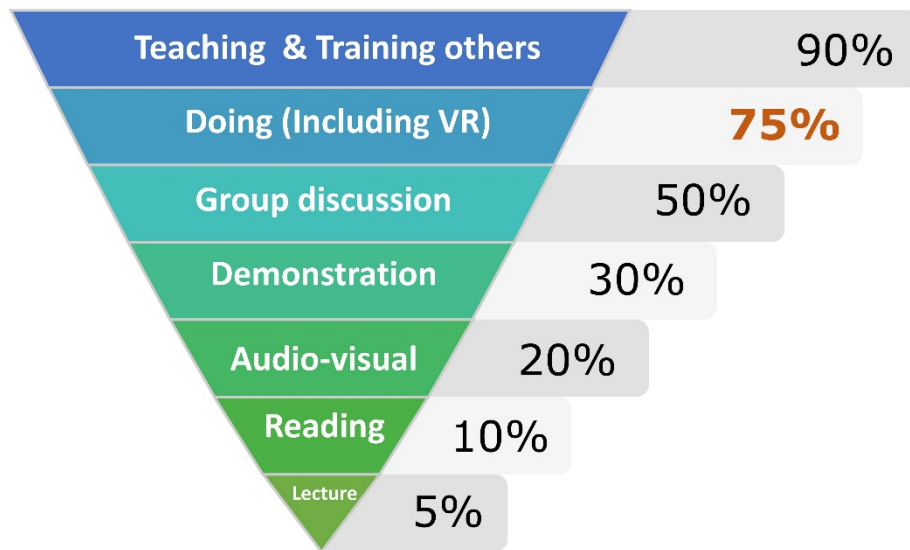 Teaching & Training others 90%
Doing (Including VR) 75%
Group discussion 50%
Demonstration 30%
Audio-visual 20%
Reading 10%
Lecture 5%